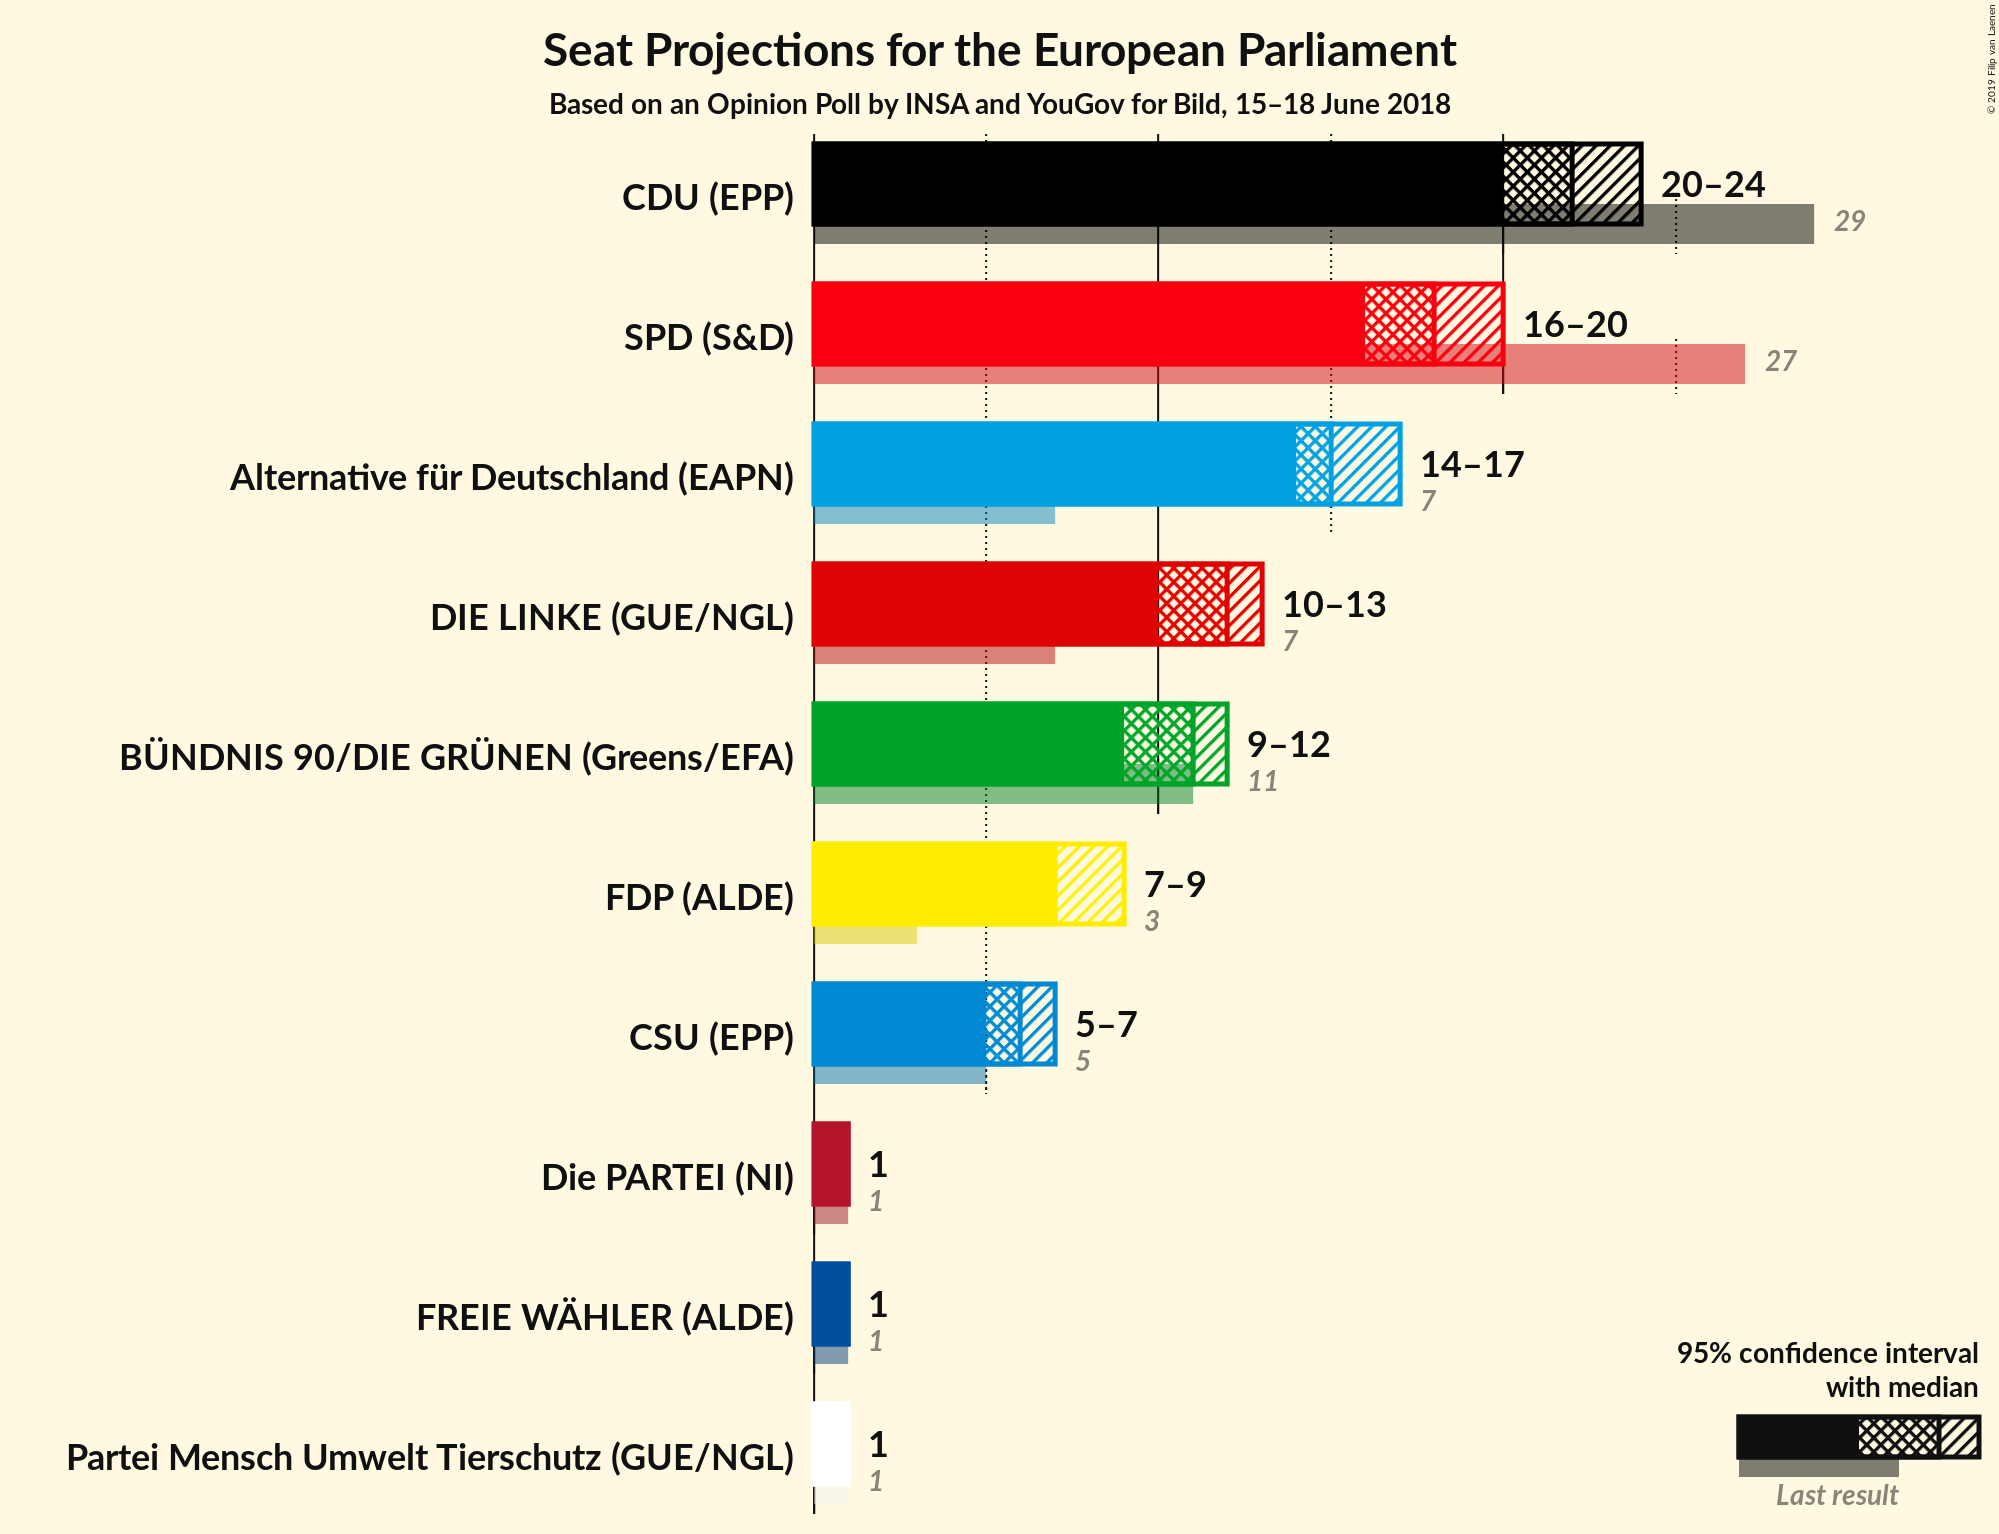 Seat Projections for the European Parliament
Based on an Opinion Poll by INSA and YouGov for Bild, 15–18 June 2018
© 2019 Filip van Laenen
CDU (EPP)
20–24
29
SPD (S&D)
16–20
27
Alternative für Deutschland (EAPN)
14–17
7
DIE LINKE (GUE/NGL)
10–13
7
BÜNDNIS 90/DIE GRÜNEN (Greens/EFA)
9–12
11
FDP (ALDE)
7–9
3
CSU (EPP)
5–7
5
Die PARTEI (NI)
1
1
FREIE WÄHLER (ALDE)
1
1
Partei Mensch Umwelt Tierschutz (GUE/NGL)
1
1
95% confidence interval
with median
Last result